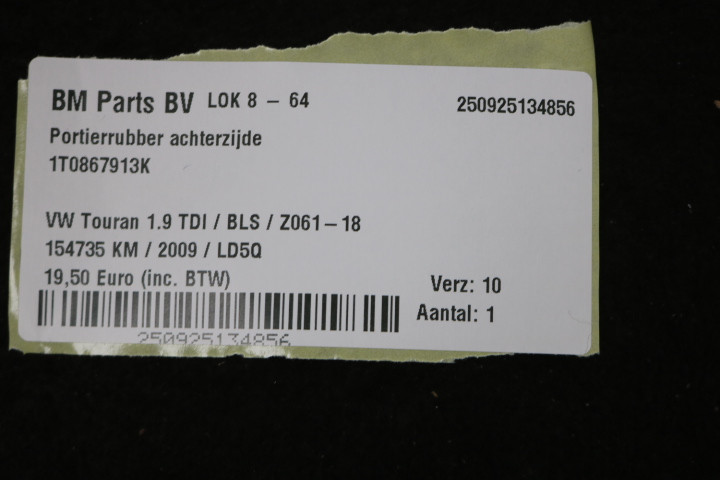 BM Parts BV LOK 8 - 64 250925134856
Portierrubber achterzijde
1T0867913K
VW Touran 1.9 TDI / BLS / Z061-18
154735 KM / 2009 / LD5Q
19,50 Euro (inc. BTW) Verz: 10
Aantal: 1
250925134856